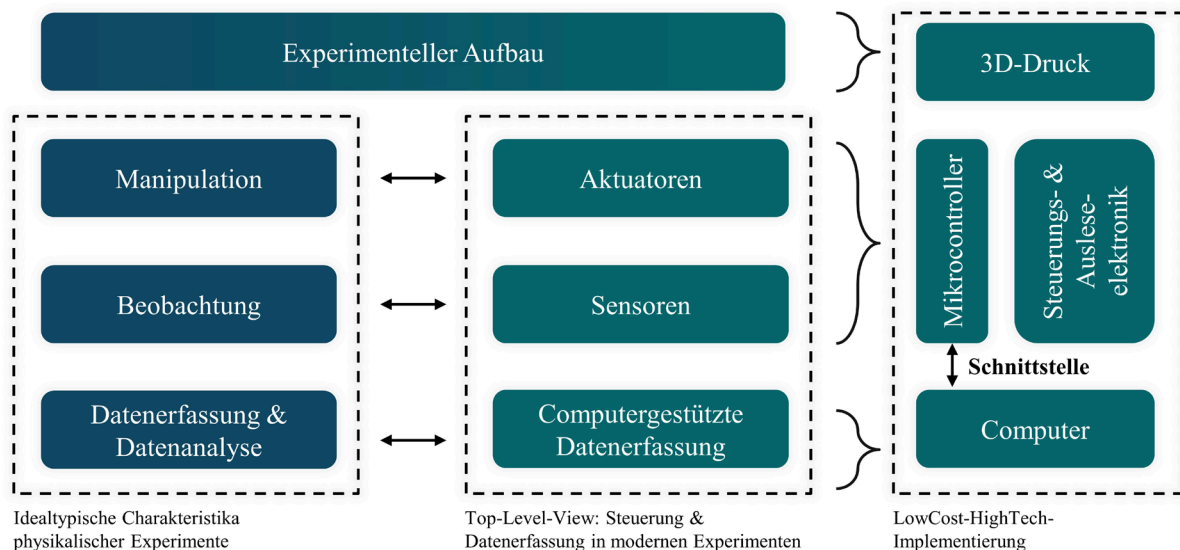 Experimenteller Aufbau
3D-Druck
Manipulation
Aktuatoren
Mikrocontroller
Steuerungs- &
Auslese-
elektronik
Beobachtung
Sensoren
Schnittstelle
Datenerfassung &
Datenanalyse
Computergestützte
Datenerfassung
Computer
Idealtypische Charakteristika
physikalischer Experimente
Top-Level-View: Steuerung &
Datenerfassung in modernen Experimenten
LowCost-HighTech-
Implementierung